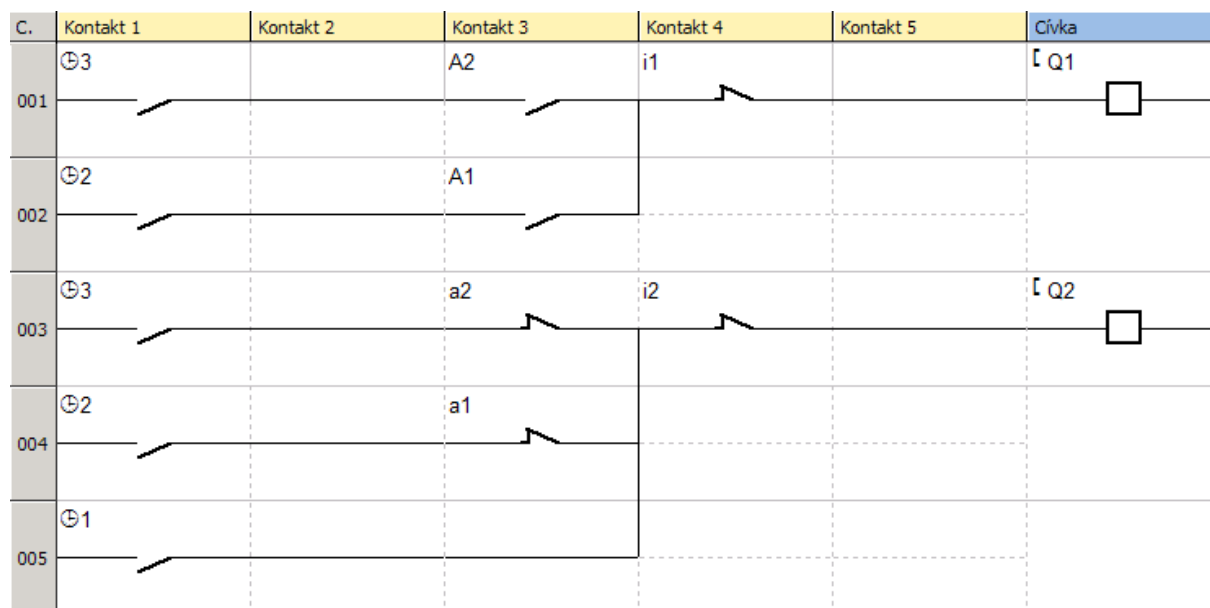 C. Kontakt 1 Kontakt 2 Kontakt 3 Kontakt 4 Kontakt 5 Cívka
3 A2 i1 [ Q1
001
2 A1
002
3 a2 i2 [ Q2
003
2 a1
004
1
005